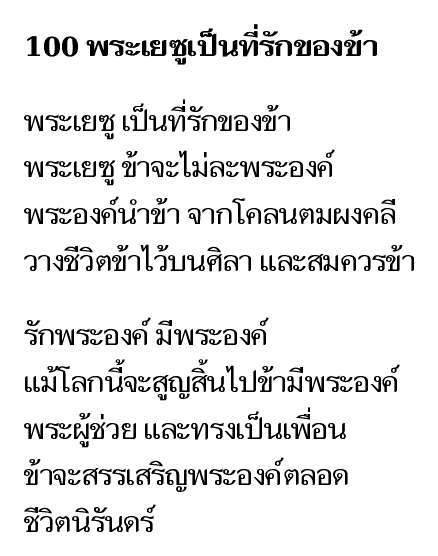 100 พระเยซูเป็นที่รักของข้า
พระเยซู เป็นที่รักของข้า
พระเยซู ข้าจะไม่ละพระองค์
พระองค์นำข้า จากโคลนตมผงคลี
วางชีวิตข้าไว้บนศิลา และสมควรข้า
รักพระองค์ มีพระองค์
แม้โลกนี้จะสูญสิ้นไปข้ามีพระองค์
พระผู้ช่วย และทรงเป็นเพื่อน
ข้าจะสรรเสริญพระองค์ตลอด
ชีวิตนิรันดร์